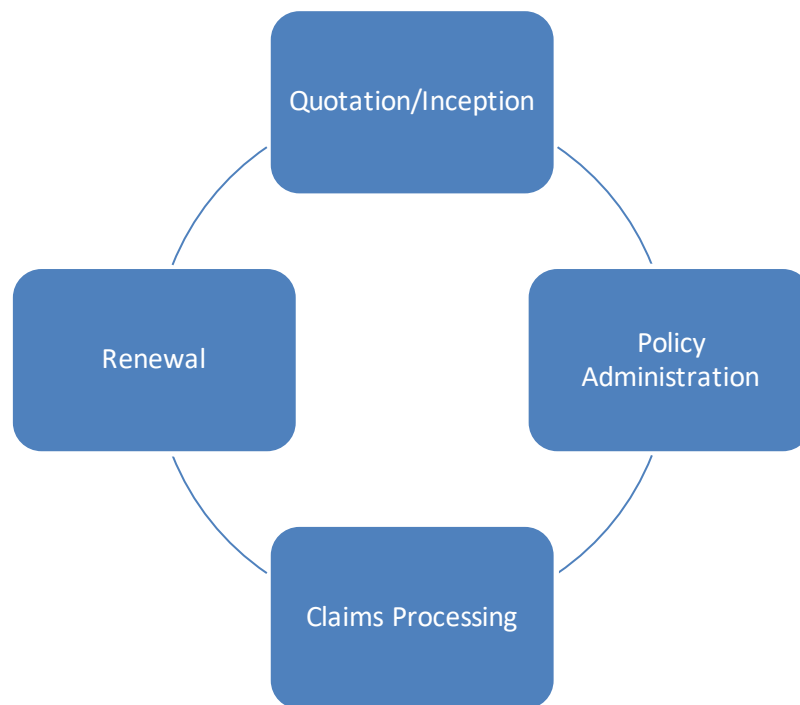 Quotation/Inception
Renewal
Policy
Administration
Claims Processing